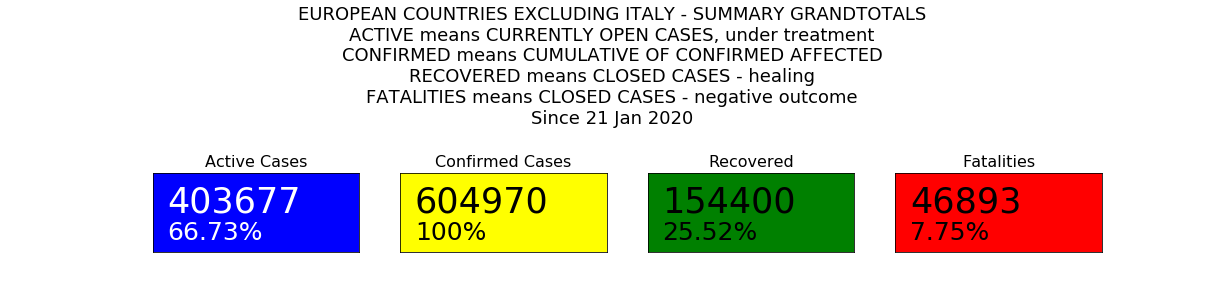 EUROPEAN COUNTRIES EXCLUDING ITALY - SUMMARY GRANDTOTALS
ACTIVE means CURRENTLY OPEN CASES, under treatment
CONFIRMED means CUMULATIVE OF CONFIRMED AFFECTED
RECOVERED means CLOSED CASES - healing
FATALITIES means CLOSED CASES - negative outcome
Since 21 Jan 2020
Active Cases
403677
66.73%
Confirmed Cases
604970
100%
Recovered
154400
25.52%
Fatalities
46893
7.75%